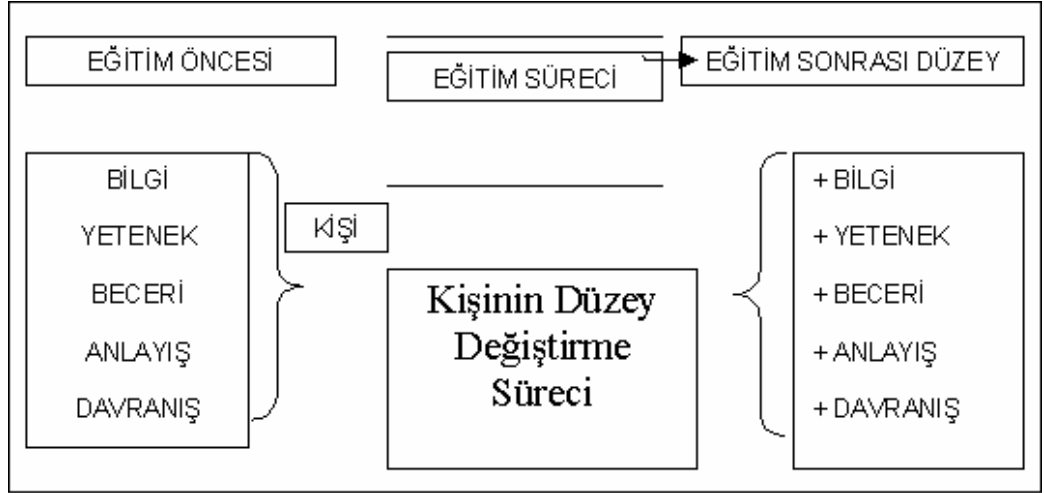 EĞİTİM ÖNCESİ
EĞİTİM SÜRECİ
EĞİTİM SONRASI DÜZEY
BİLGİ
YETENEK
BECERİ
ANLAYIŞ
DAVRANIŞ
KİŞİ
Kişinin Düzey
Değiştirme
Süreci
+ BİLGİ
+ YETENEK
+ BECERİ
+ ANLAYIŞ
+ DAVRANIŞ